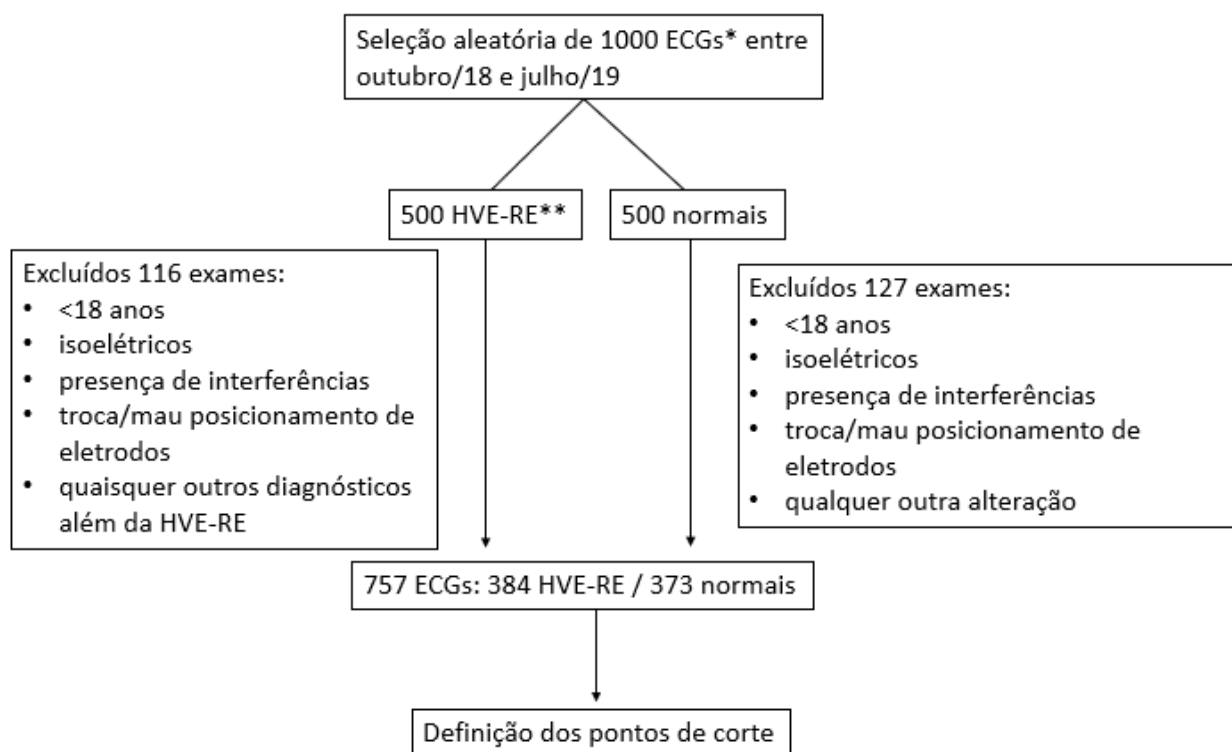 Seleção aleatória de 1000 ECGs* entre
outubro/18 e julho/19
500 HVE-RE**
500 normais
Excluídos 116 exames:
• <18 anos
• isoelétricos
• presença de interferências
• troca/mau posicionamento de
eletrodos
• quaisquer outros diagnósticos
além da HVE-RE
Excluídos 127 exames:
• <18 anos
• isoelétricos
• presença de interferências
• troca/mau posicionamento de
eletrodos
• qualquer outra alteração
757 ECGs: 384 HVE-RE / 373 normais
Definição dos pontos de corte